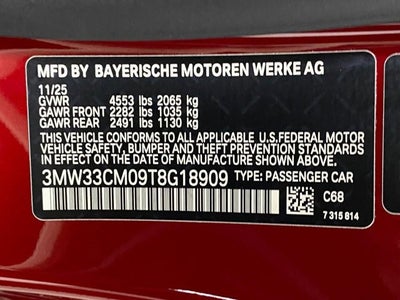 MFD BY BAYERISCHE MOTOREN WERKE AG
11/25
GVWR 4553 lbs 2065 kg
GAWR FRONT 2282 lbs 1035 kg
GAWR REAR 2491 lbs 1130 kg
THIS VEHICLE CONFORMS TO ALL APPLICABLE U.S.FEDERAL MOTOR
VEHICLE SAFETY, BUMPER AND THEFT PREVENTION STANDARDS IN
EFFECT ON THE DATE OF MANUFACTURE SHOWN ABOVE.
3MW33CM09T8G18909 TYPE: PASSENGER CAR
C68
7 315 814